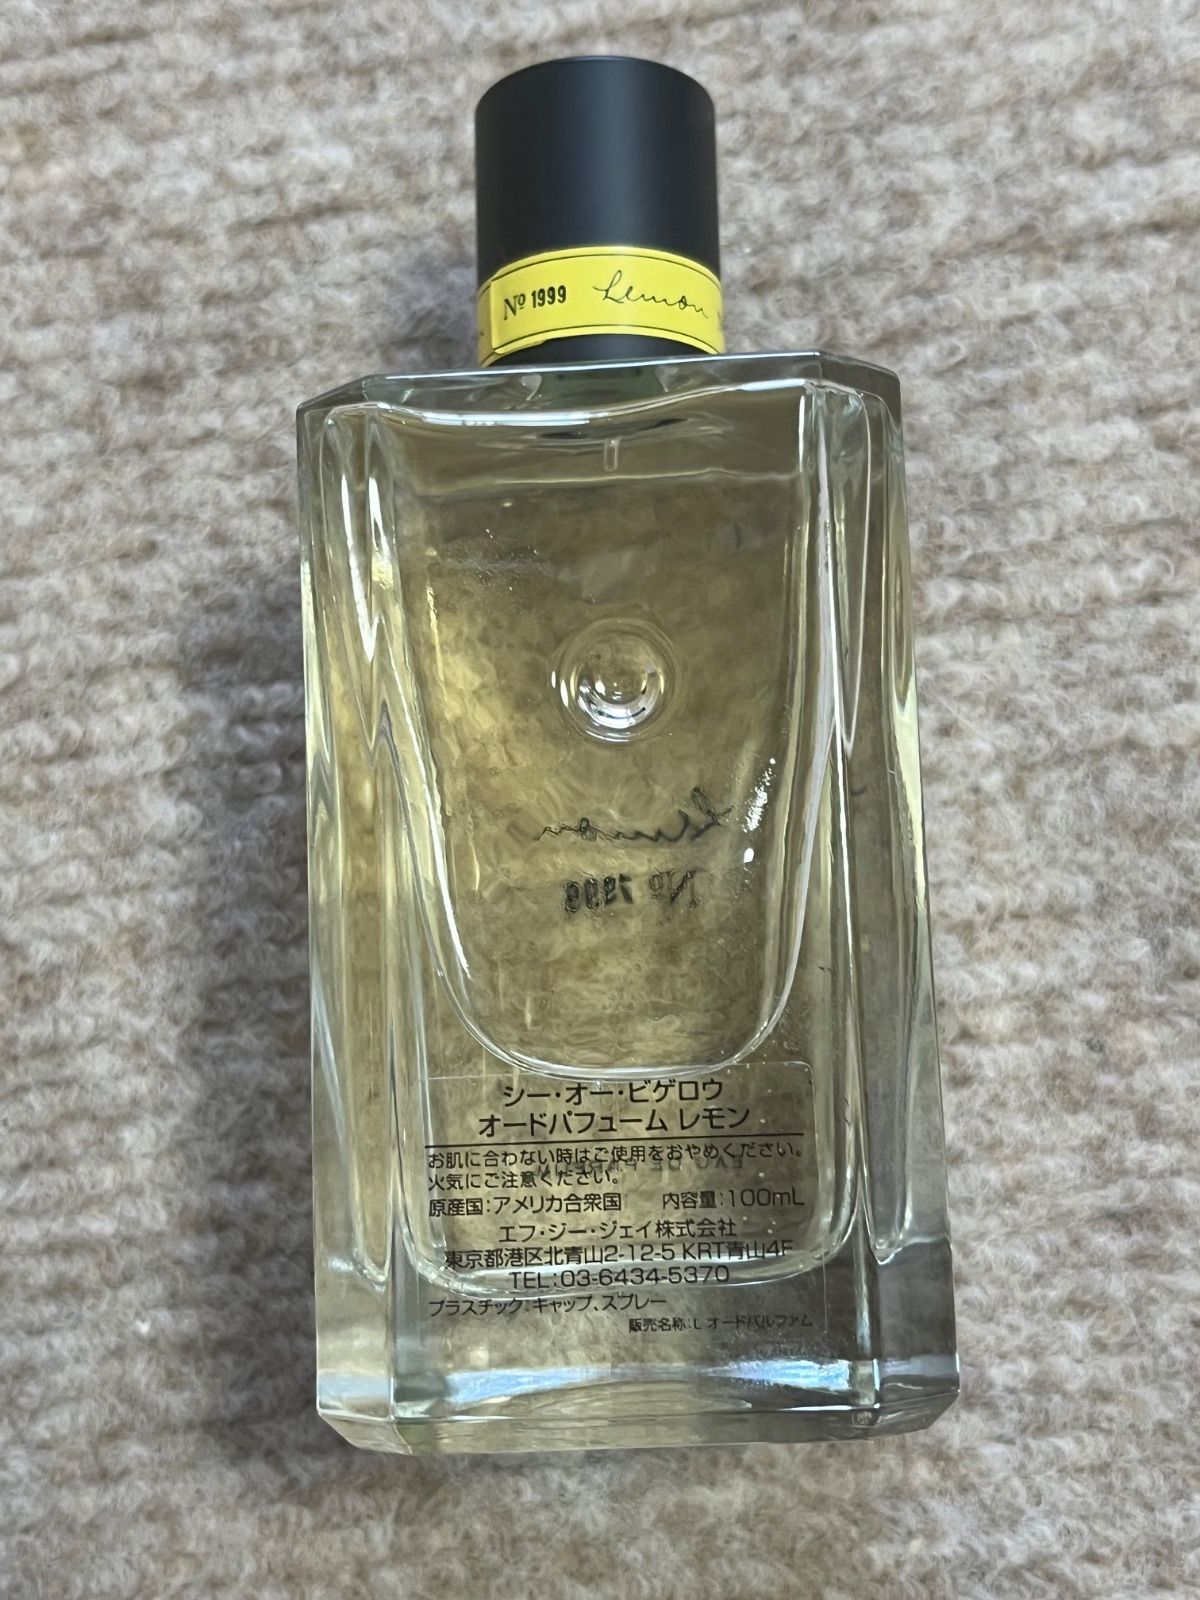 Nº 1999 Lemon
Lemon
Nº 1999
シー・オー・ビゲロウ
オードパフューム レモン
お肌に合わない時はご使用をおやめください。
火気にご注意ください。
EAU DE PARFUM
原産国:アメリカ合衆国 内容量:100mL
エフ・ジー・ジェイ株式会社
東京都港区北青山2-12-5 KRT青山4F
TEL:03-6434-5370
プラスチック:キャップ、スプレー
販売名称:L オードパルファム